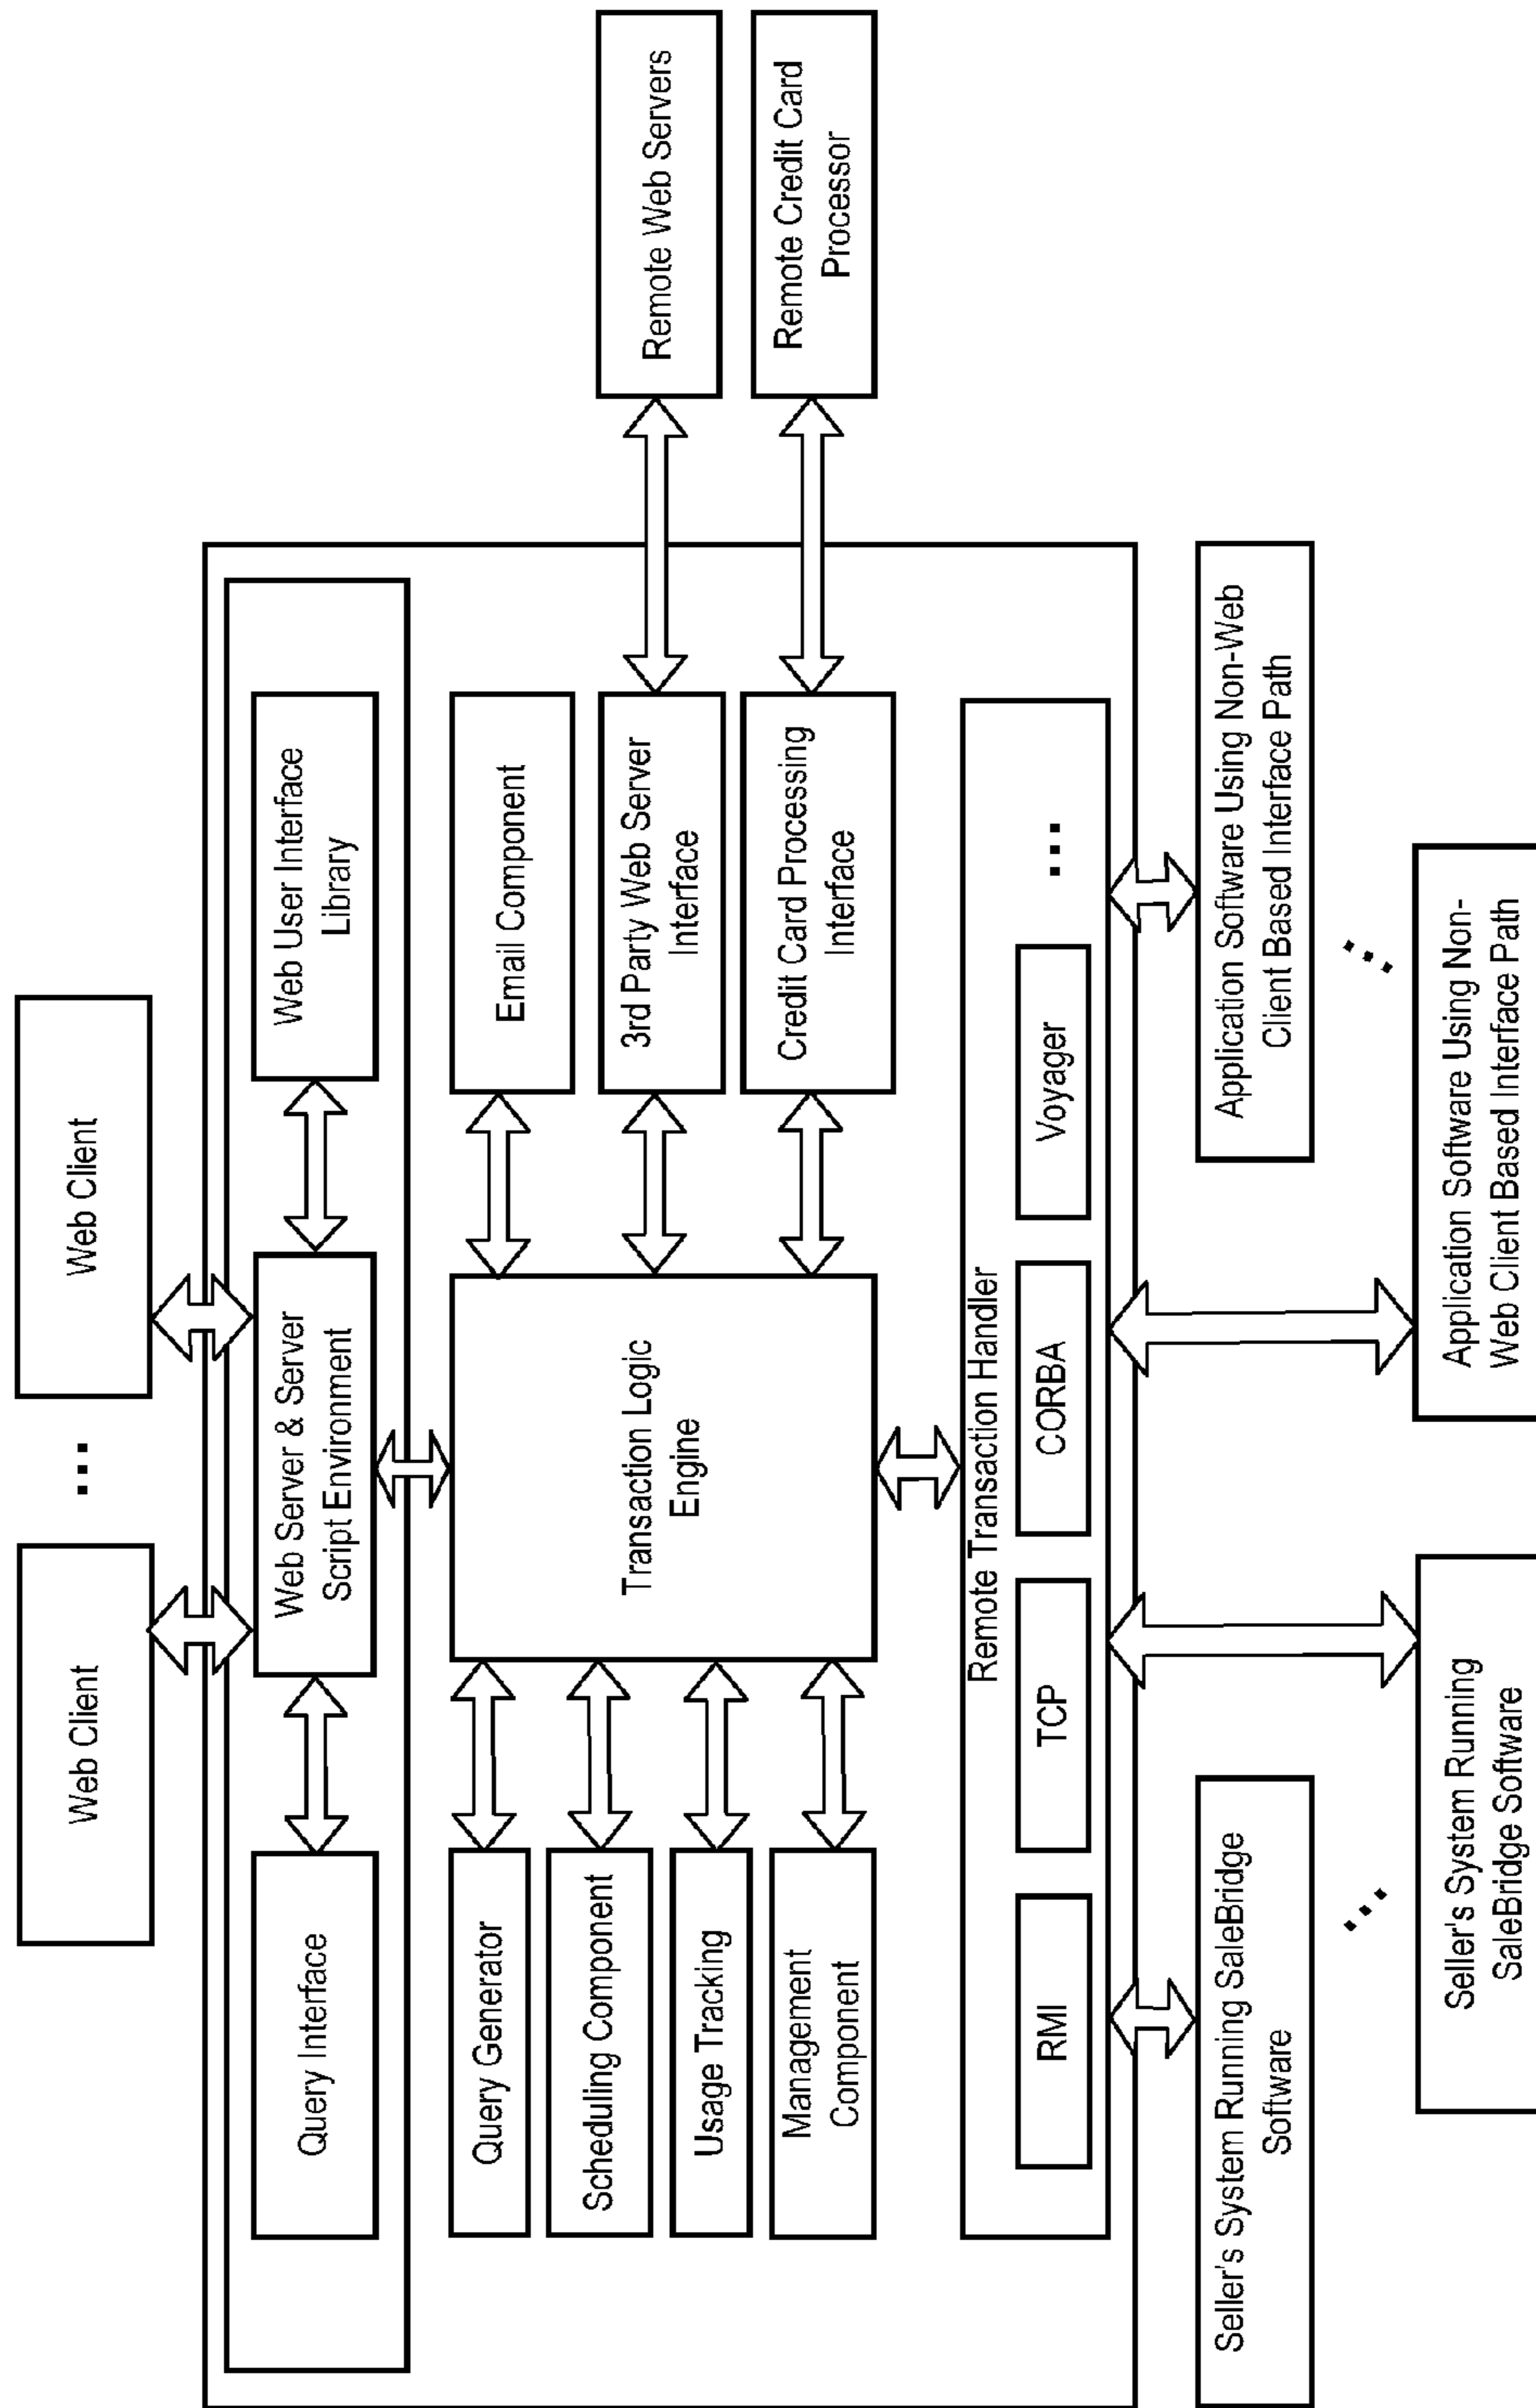 Web Client
...
Web Client
Query Interface
Web Server & Server
Script Environment
Web User Interface
Library
Query Generator
Scheduling Component
Usage Tracking
Management
Component
Transaction Logic
Engine
Email Component
3rd Party Web Server
Interface
Credit Card Processing
Interface
Remote Web Servers
Remote Credit Card
Processor
Remote Transaction Handler
RMI
TCP
CORBA
Voyager
...
Seller's System Running SaleBridge
Software
...
Seller's System Running
SaleBridge Software
Application Software Using Non-Web
Client Based Interface Path
...
Application Software Using Non-
Web Client Based Interface Path